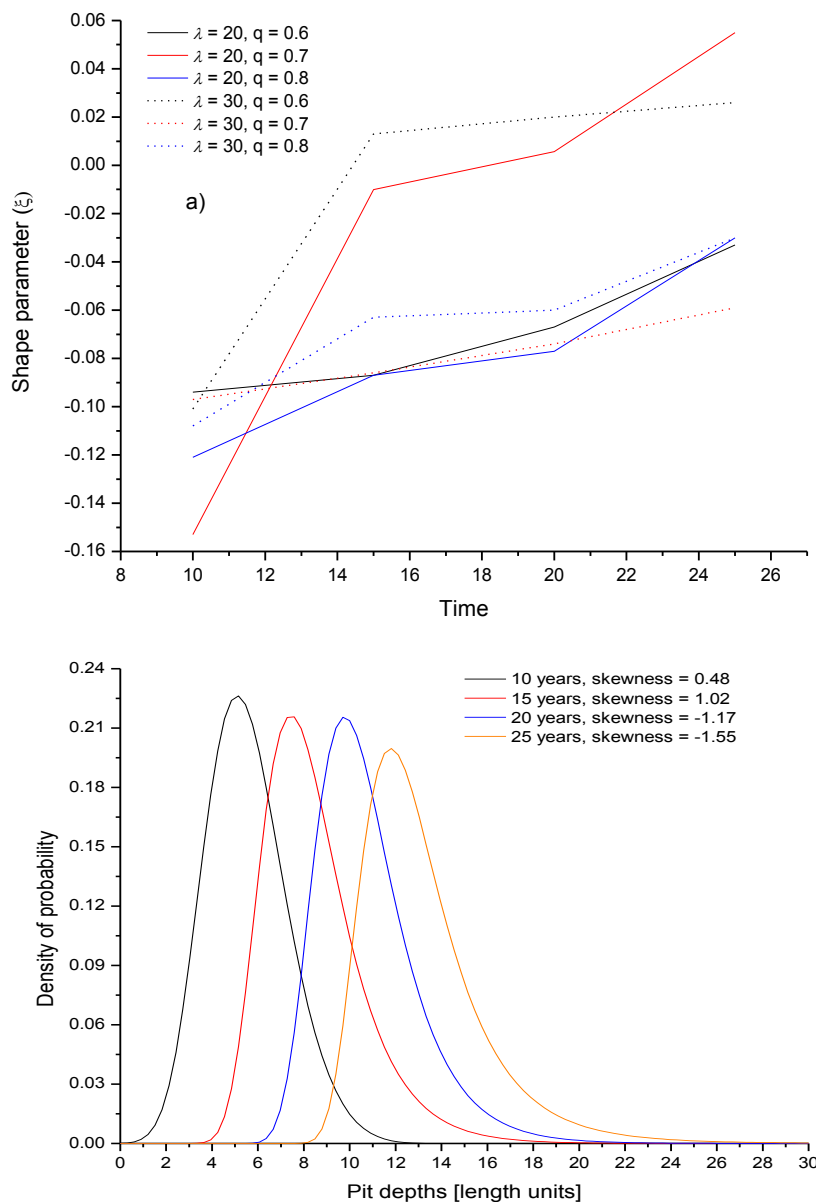 0.06
0.04
0.02
0.00
-0.02
-0.04
-0.06
-0.08
-0.10
-0.12
-0.14
-0.16
Shape parameter (ξ)
λ = 20, q = 0.6
λ = 20, q = 0.7
λ = 20, q = 0.8
λ = 30, q = 0.6
λ = 30, q = 0.7
λ = 30, q = 0.8
a)
8 10 12 14 16 18 20 22 24 26
Time
0.24
0.21
0.18
0.15
0.12
0.09
0.06
0.03
0.00
Density of probability
10 years, skewness = 0.48
15 years, skewness = 1.02
20 years, skewness = -1.17
25 years, skewness = -1.55
0 2 4 6 8 10 12 14 16 18 20 22 24 26 28 30
Pit depths [length units]